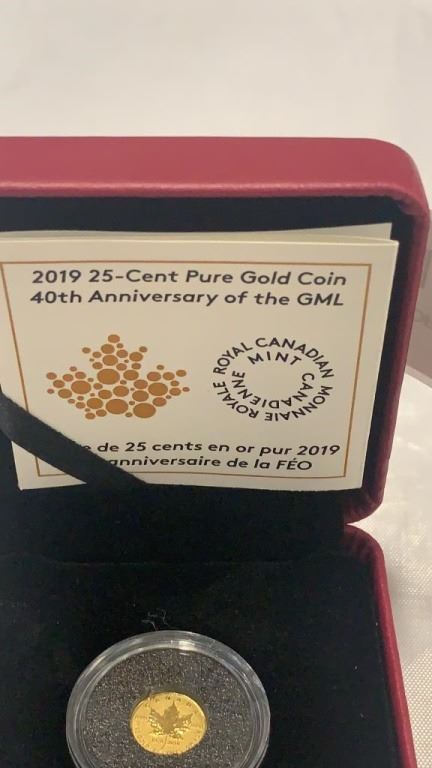 2019 25-Cent Pure Gold Coin
40th Anniversary of the GML
ROYAL CANADIAN MINT
MONNAIE ROYALE CANADIENNE
de 25 cents en or pur 2019
anniversaire de la FÉO